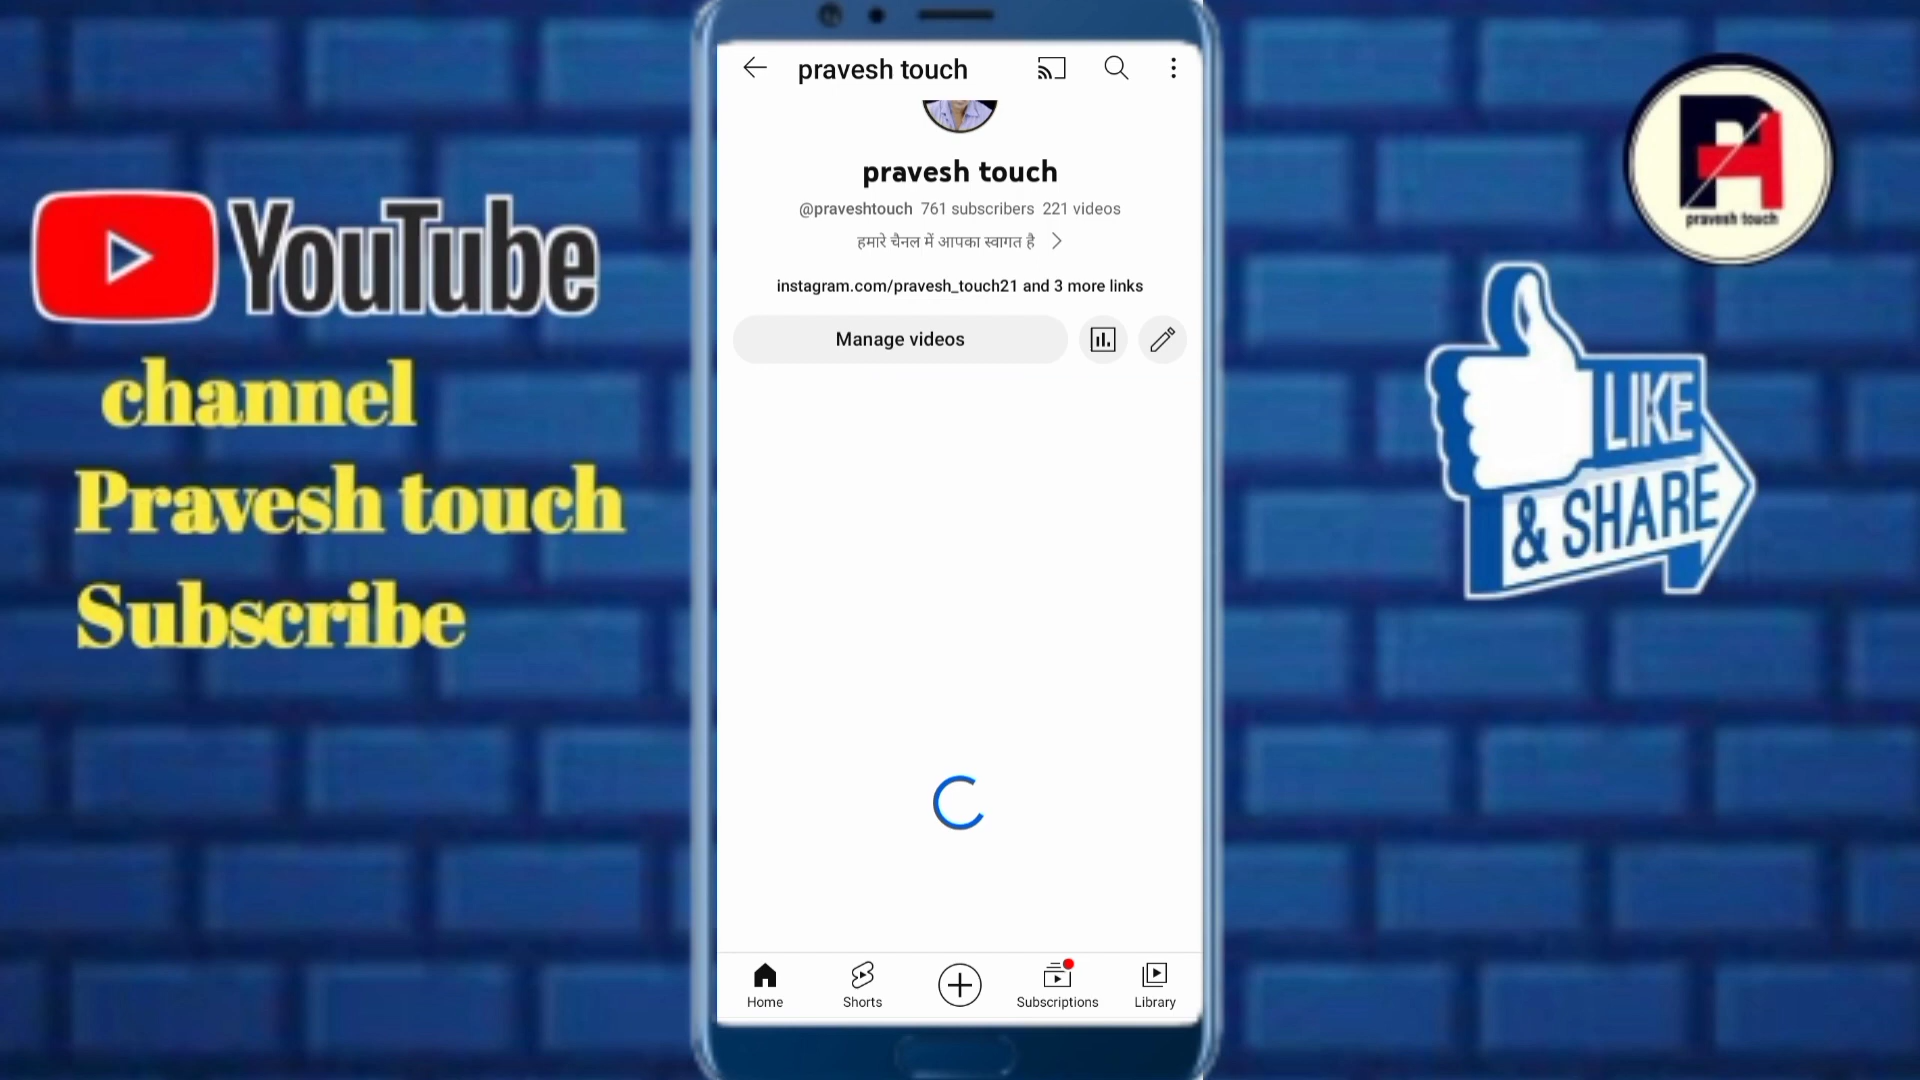 YouTube
channel
Pravesh touch
Subscribe
pravesh touch
pravesh touch
@praveshtouch 761 subscribers 221 videos
हमारे चैनल में आपका स्वागत है
instagram.com/pravesh_touch21 and 3 more links
Manage videos
Home Shorts Subscriptions Library
PA
pravesh touch
LIKE
& SHARE